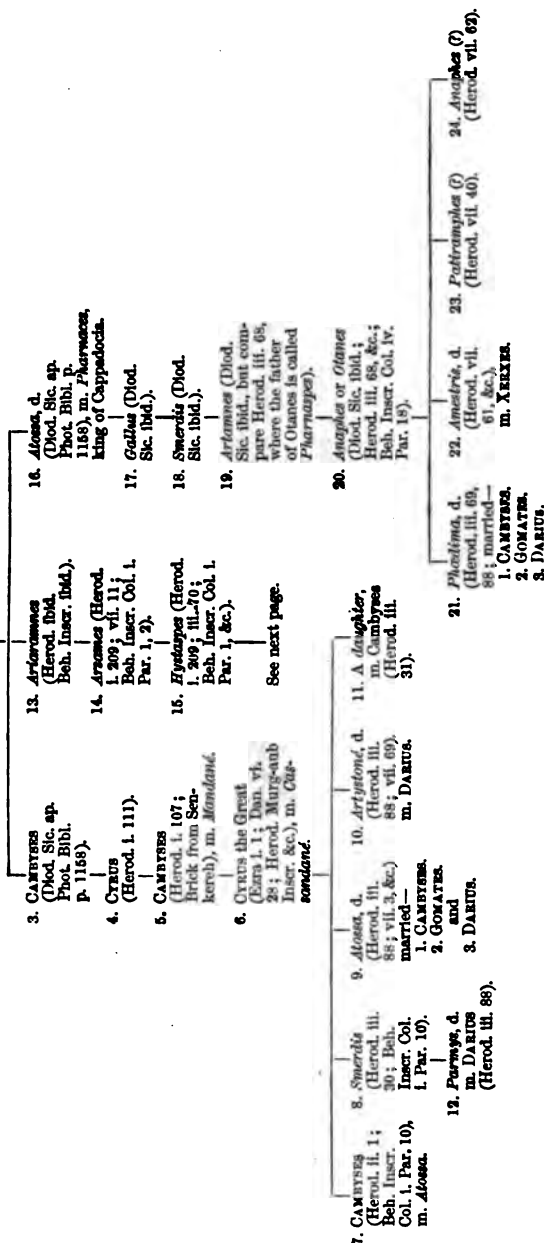 3. CAMBYSES
(Diod. Sic. ap.
Phot. Bibl.
p. 1158).
4. CYRUS
(Herod. i. 111).
5. CAMBYSES
(Herod. i. 107;
Brick from Sen-
kereh), m. Mandané.
6. CYRUS the Great
(Ezra i. 1; Dan. vi.
28; Herod. Murg-aub
Inscr. &c.), m. Cas-
sandané.
7. CAMBYSES
(Herod. ii. 1;
Beh. Inscr.
Col. i. Par. 10),
m. Atossa.
8. Smerdis
(Herod. iii.
30; Beh.
Inscr. Col.
i. Par. 10).
12. Parmys, d.
m. DARIUS
(Herod. iii. 88).
9. Atossa, d.
(Herod. iii.
88; vii. 3, &c.)
married—
1. CAMBYSES.
2. GOMATES.
and
3. DARIUS.
10. Artystoné, d.
(Herod. iii.
88; vii. 69).
m. DARIUS.
11. A daughter,
m. Cambyses
(Herod. iii.
31).
13. Ariaramnes
(Herod. ibid.
Beh. Inscr. ibid.).
14. Arsames (Herod.
i. 209; vii. 11;
Beh. Inscr. Col. i.
Par. 1, 2).
15. Hystaspes (Herod.
i. 209; iii. 70;
Beh. Inscr. Col. i.
Par. 1, &c.).
See next page.
16. Atossa, d.
(Diod. Sic. ap.
Phot. Bibl. p.
1158), m. Pharnaces,
king of Cappadocia.
17. Gallus (Diod.
Sic. ibid.).
18. Smerdis (Diod.
Sic. ibid.).
19. Artamnes (Diod.
Sic. ibid., but com-
pare Herod. iii. 68,
where the father
of Otanes is called
Pharnaspes).
20. Anaphes or Otanes
(Diod. Sic. ibid.;
Herod. iii. 68, &c.;
Beh. Inscr. Col. iv.
Par. 18).
21. Phædima, d.
(Herod. iii. 69,
88; married—
1. CAMBYSES.
2. GOMATES.
3. DARIUS.
22. Amestris, d.
(Herod. vii.
61, &c.),
m. XERXES.
23. Patiramphes (?)
(Herod. vii. 40).
24. Anaphes (?)
(Herod. vii. 62).